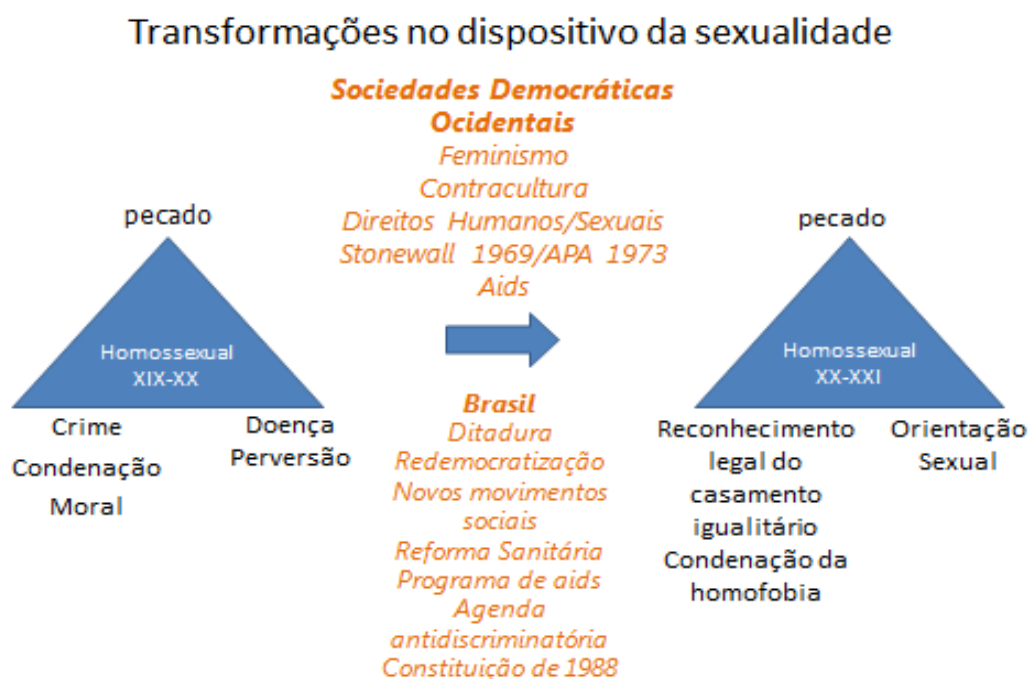 Transformações no dispositivo da sexualidade
Sociedades Democráticas
Ocidentais
Feminismo
Contracultura
Direitos Humanos/Sexuais
Stonewall 1969/APA 1973
Aids
pecado
Homossexual
XIX-XX
Crime
Condenação
Moral
Doença
Perversão
Brasil
Ditadura
Redemocratização
Novos movimentos
sociais
Reforma Sanitária
Programa de aids
Agenda
antidiscriminatória
Constituição de 1988
pecado
Homossexual
XX-XXI
Reconhecimento
legal do
casamento
igualitário
Condenação da
homofobia
Orientação
Sexual